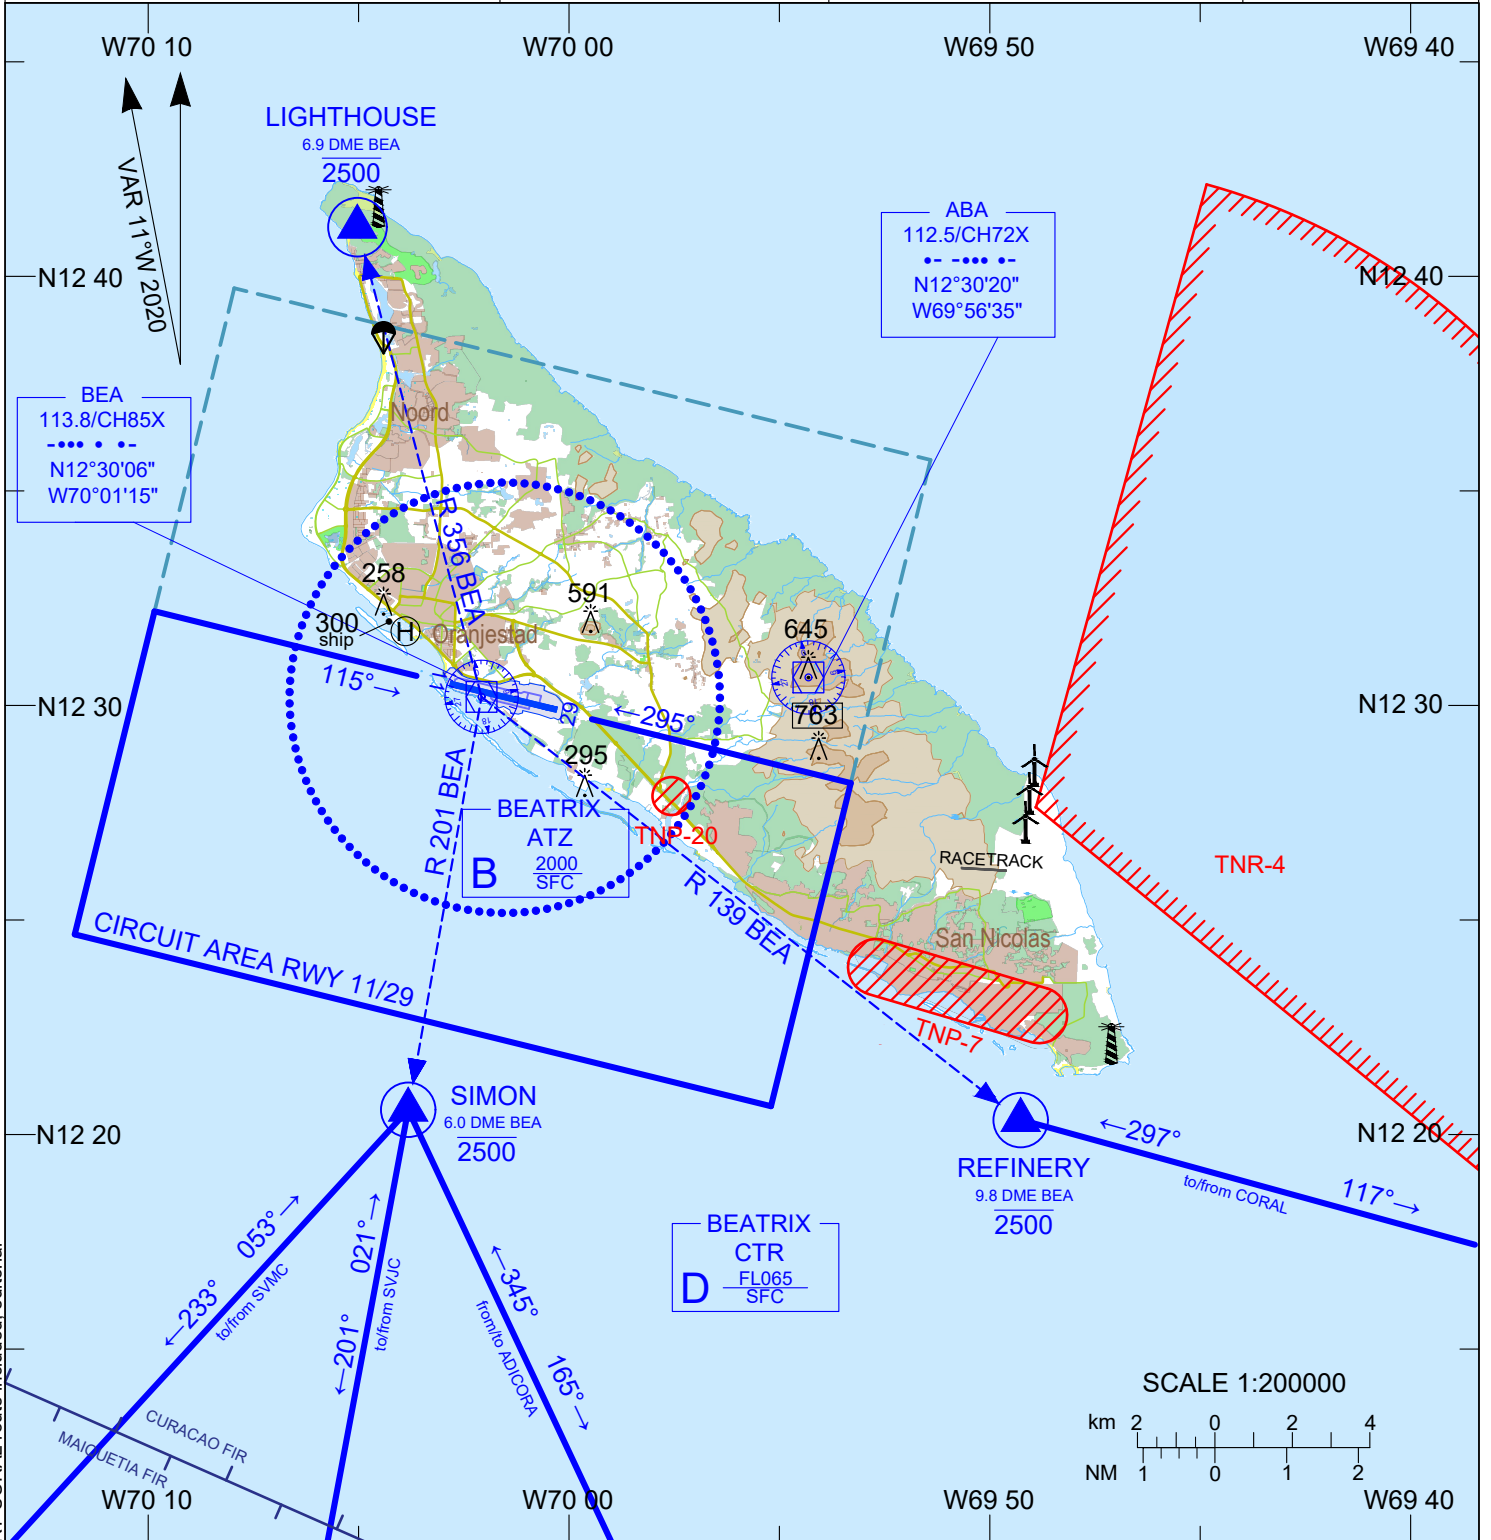 W70 10
W70 00
W69 50
W69 40
LIGHTHOUSE
6.9 DME BEA
2500
VAR 11°W 2020
ABA
112.5/CH72X
N12°30'20"
W69°56'35"
N12 40
N12 40
BEA
113.8/CH85X
N12°30'06"
W70°01'15"
Noord
R 356 BEA
258
591
300
ship
H
Oranjestad
645
115°→
29
←295°
763
N12 30
N12 30
295
R 201 BEA
BEATRIX
ATZ
B
2000
SFC
TNP-20
RACETRACK
TNR-4
R 139 BEA
CIRCUIT AREA RWY 11/29
San Nicolas
TNP-7
SIMON
6.0 DME BEA
2500
N12 20
N12 20
←297°
to/from CORAL
117°→
REFINERY
9.8 DME BEA
2500
053°→
←233°
to/from SVMC
021°→
←201°
to/from SVJC
←345°
from/to ADICORA
165°→
BEATRIX
CTR
D
FL065
SFC
CURACAO FIR
MAIQUETIA FIR
SCALE 1:200000
km 2 0 2 4
NM 1 0 1 2
W70 10
W70 00
W69 50
W69 40